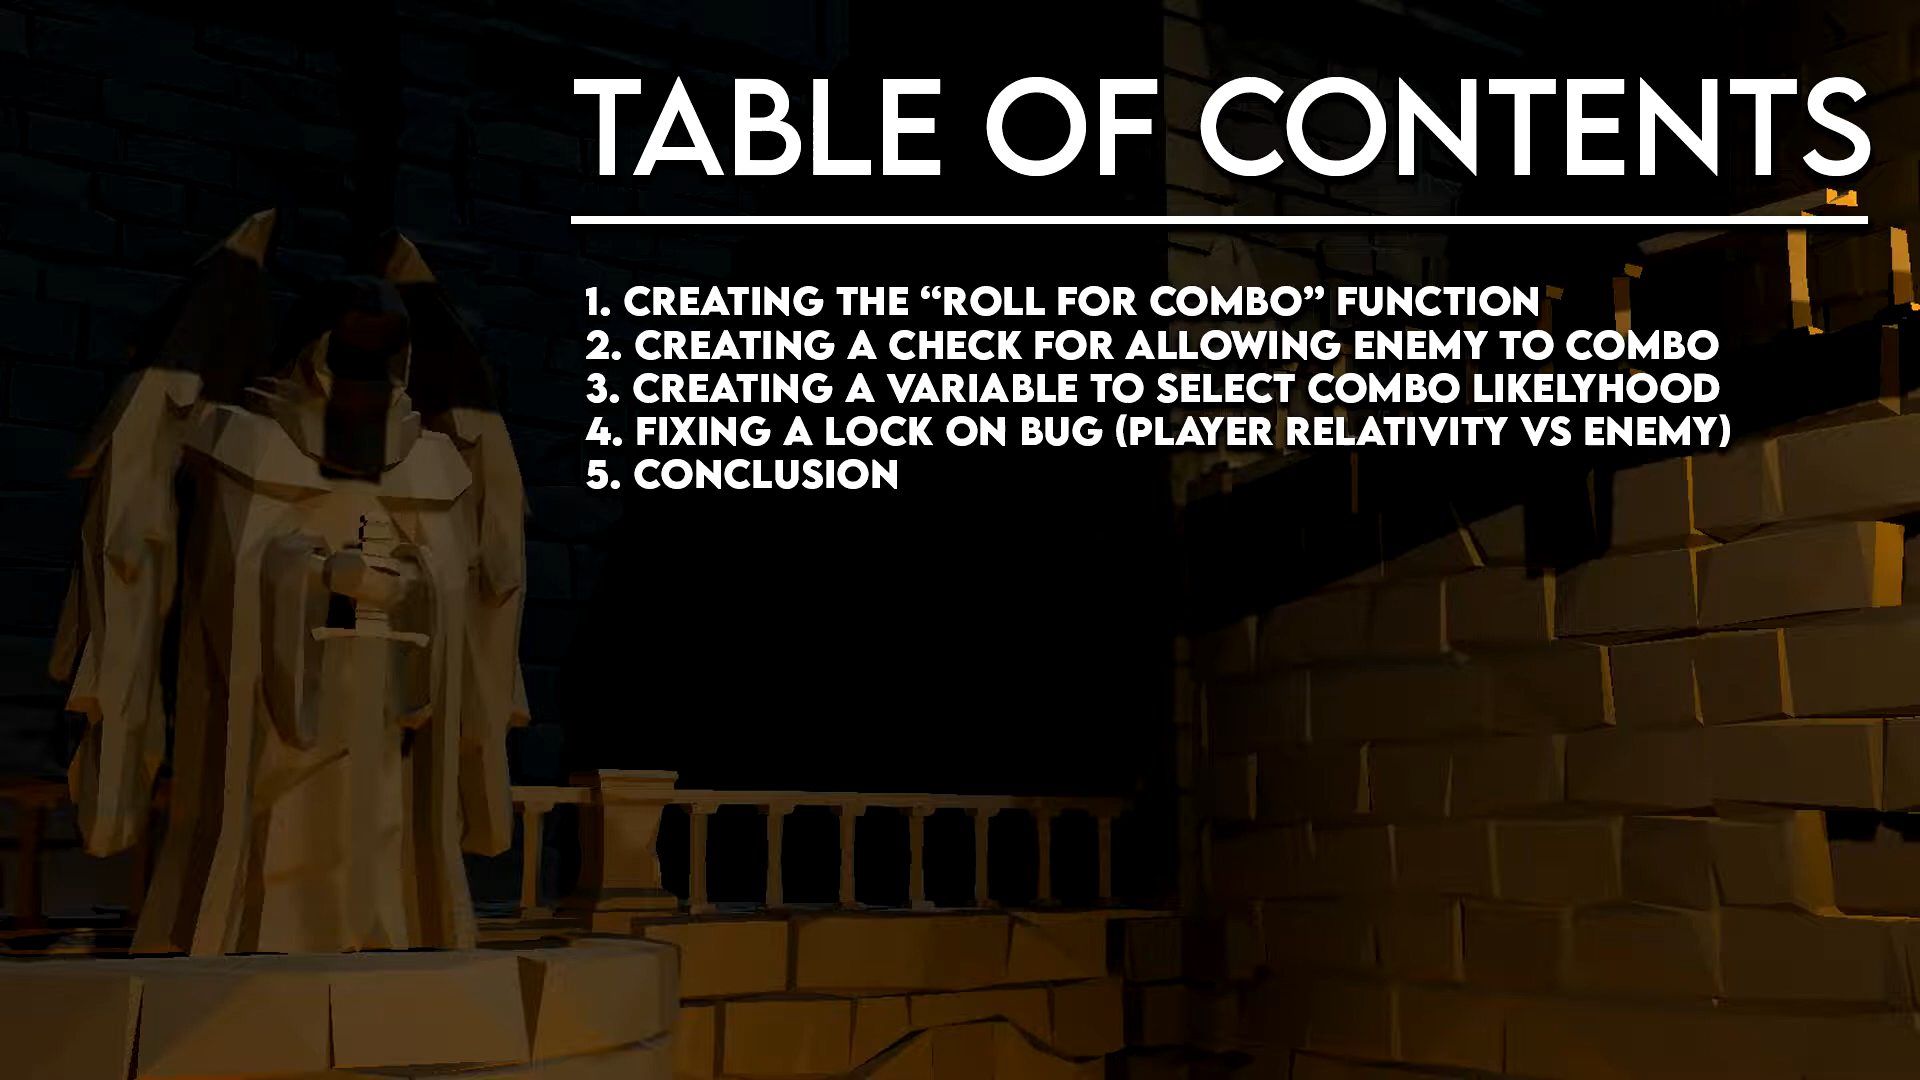 TABLE OF CONTENTS
1. CREATING THE “ROLL FOR COMBO” FUNCTION
2. CREATING A CHECK FOR ALLOWING ENEMY TO COMBO
3. CREATING A VARIABLE TO SELECT COMBO LIKELYHOOD
4. FIXING A LOCK ON BUG (PLAYER RELATIVITY VS ENEMY)
5. CONCLUSION